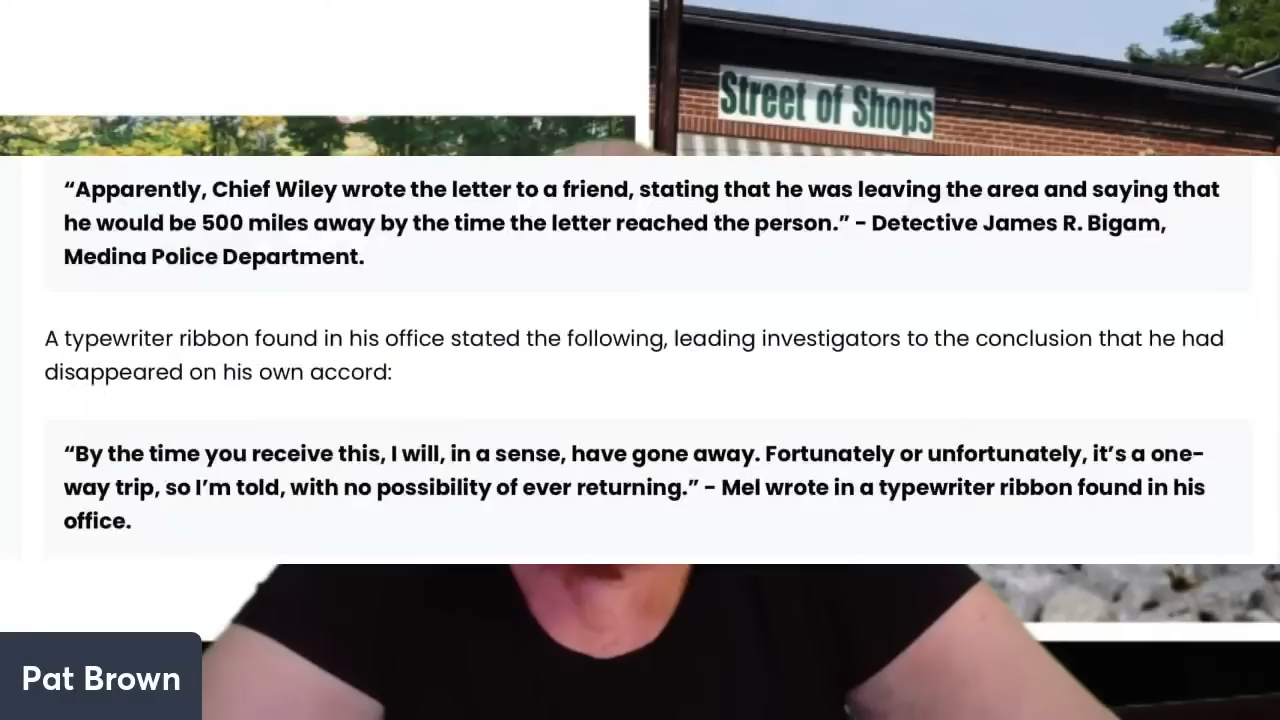 Street of Shops
“Apparently, Chief Wiley wrote the letter to a friend, stating that he was leaving the area and saying that
he would be 500 miles away by the time the letter reached the person.” – Detective James R. Bigam,
Medina Police Department.
A typewriter ribbon found in his office stated the following, leading investigators to the conclusion that he had
disappeared on his own accord:
“By the time you receive this, I will, in a sense, have gone away. Fortunately or unfortunately, it’s a one-
way trip, so I’m told, with no possibility of ever returning.” – Mel wrote in a typewriter ribbon found in his
office.
Pat Brown